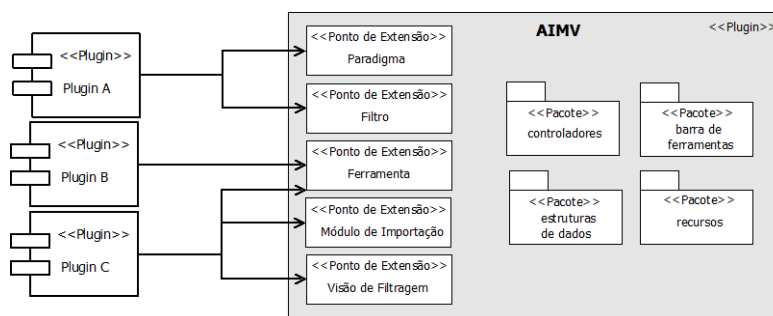 <<Plugin>>
Plugin A
<<Plugin>>
Plugin B
<<Plugin>>
Plugin C
AIMV
<<Plugin>>
<<Ponto de Extensão>>
Paradigma
<<Ponto de Extensão>>
Filtro
<<Ponto de Extensão>>
Ferramenta
<<Ponto de Extensão>>
Módulo de Importação
<<Ponto de Extensão>>
Visão de Filtragem
<<Pacote>>
controladores
<<Pacote>>
barra de
ferramentas
<<Pacote>>
estruturas
de dados
<<Pacote>>
recursos